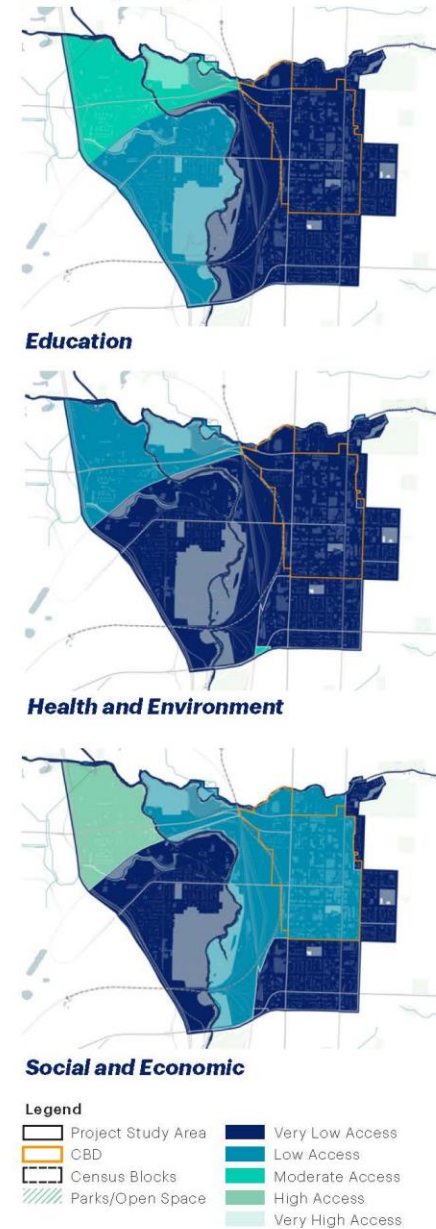 Education
Health and Environment
Social and Economic
Legend
Project Study Area
CBD
Census Blocks
Parks/Open Space
Very Low Access
Low Access
Moderate Access
High Access
Very High Access